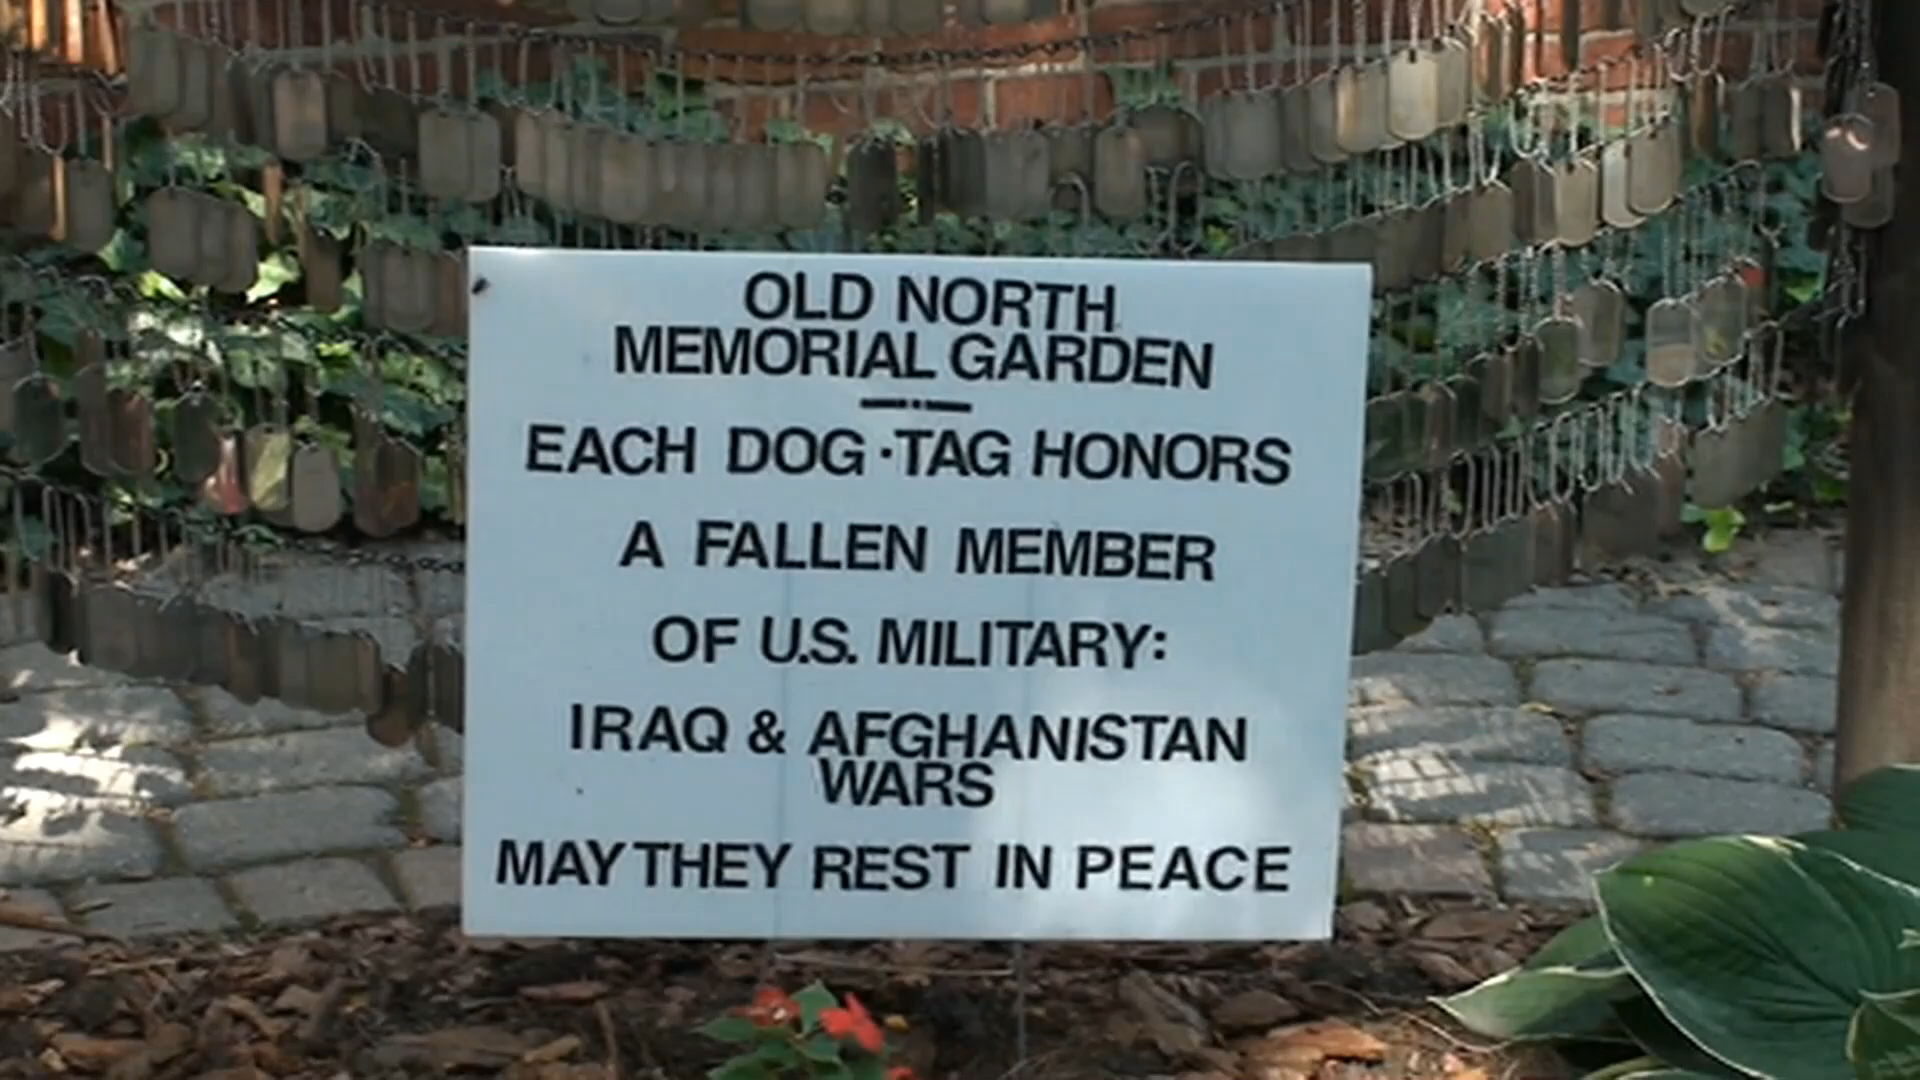 OLD NORTH
MEMORIAL GARDEN
EACH DOG·TAG HONORS
A FALLEN MEMBER
OF U.S. MILITARY:
IRAQ & AFGHANISTAN
WARS
MAY THEY REST IN PEACE